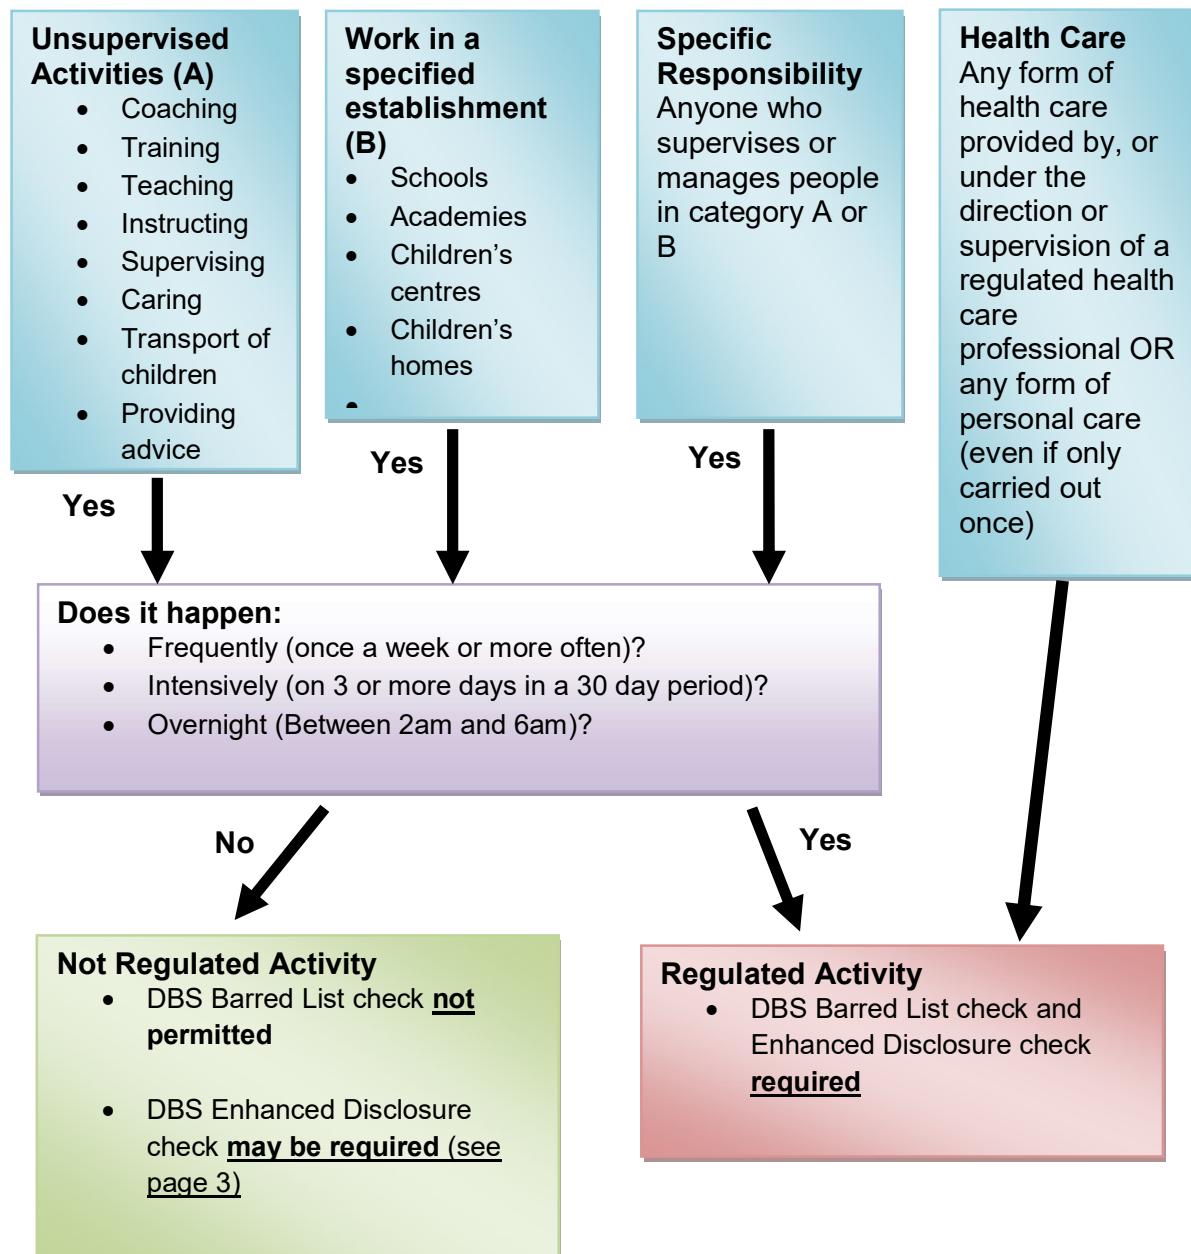 Unsupervised
Activities (A)
• Coaching
• Training
• Teaching
• Instructing
• Supervising
• Caring
• Transport of
children
• Providing
advice
Work in a
specified
establishment
(B)
• Schools
• Academies
• Children’s
centres
• Children’s
homes
•
Specific
Responsibility
Anyone who
supervises or
manages people
in category A or
B
Health Care
Any form of
health care
provided by, or
under the
direction or
supervision of a
regulated health
care
professional OR
any form of
personal care
(even if only
carried out
once)
Yes
Yes
Yes
Does it happen:
• Frequently (once a week or more often)?
• Intensively (on 3 or more days in a 30 day period)?
• Overnight (Between 2am and 6am)?
No
Yes
Not Regulated Activity
• DBS Barred List check not
permitted
• DBS Enhanced Disclosure
check may be required (see
page 3)
Regulated Activity
• DBS Barred List check and
Enhanced Disclosure check
required